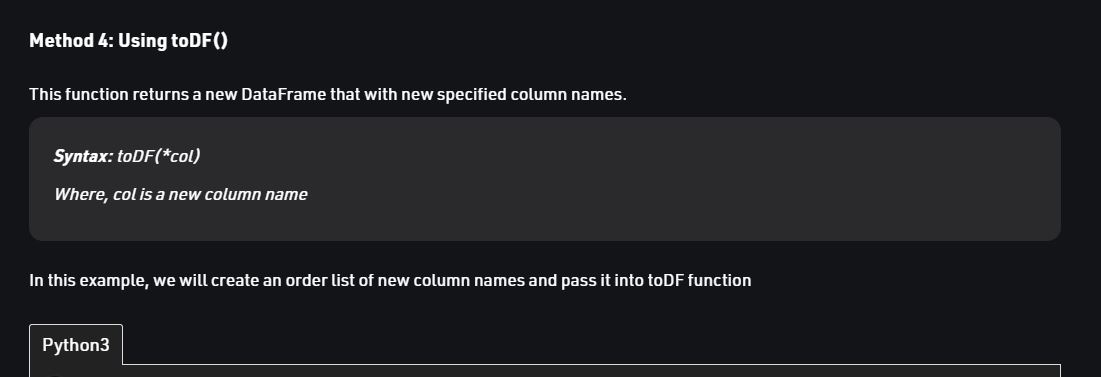 Method 4: Using toDF()
This function returns a new DataFrame that with new specified column names.
Syntax: toDF(*col)
Where, col is a new column name
In this example, we will create an order list of new column names and pass it into toDF function
Python3